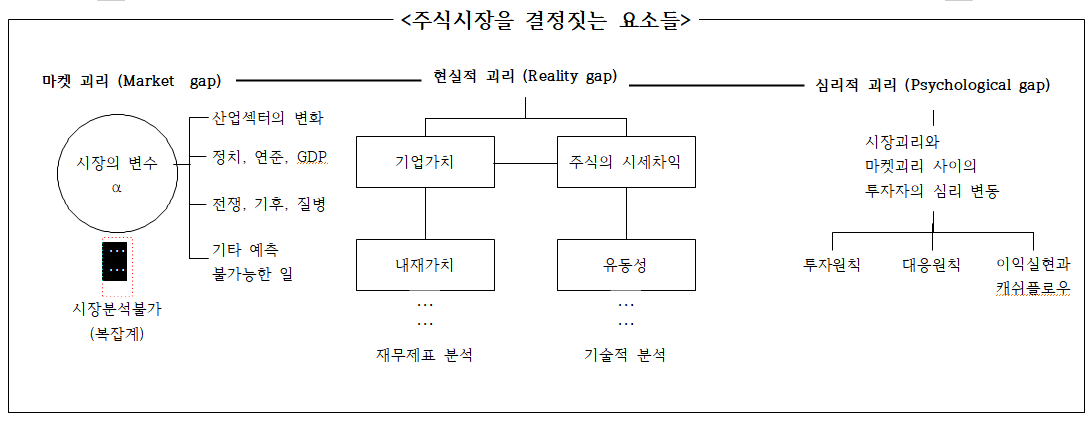 <주식시장을 결정짓는 요소들>
마켓 괴리 (Market gap)
현실적 괴리 (Reality gap)
심리적 괴리 (Psychological gap)
시장의 변수
α
산업섹터의 변화
정치, 연준, GDP
전쟁, 기후, 질병
기타 예측
불가능한 일
…
…
시장분석불가
(복잡계)
기업가치
주식의 시세차익
내재가치
유동성
…
…
…
…
재무제표 분석
기술적 분석
시장괴리와
마켓괴리 사이의
투자자의 심리 변동
투자원칙
대응원칙
이익실현과
캐쉬플로우